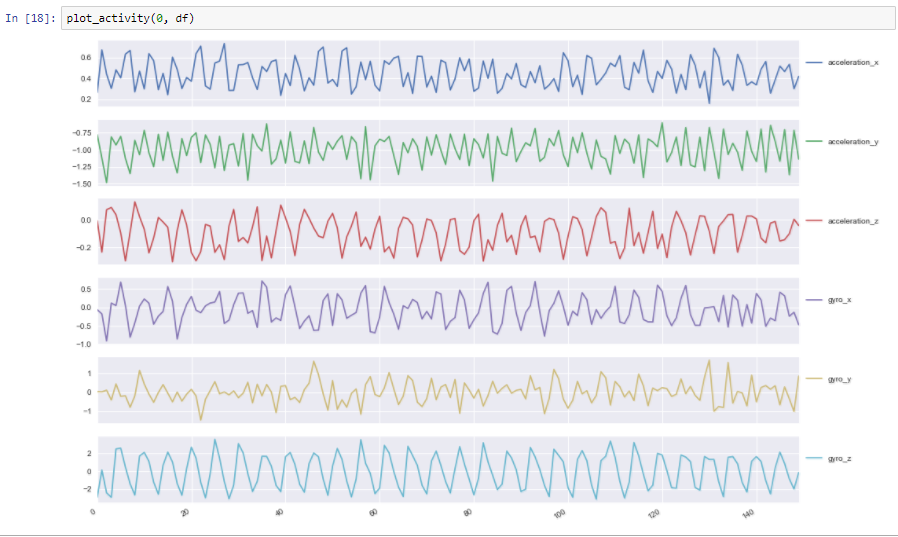 In [18]: plot_activity(0, df)
0.6
0.4
0.2
acceleration_x
−0.75
−1.00
−1.25
−1.50
acceleration_y
0.0
−0.2
acceleration_z
0.5
0.0
−0.5
−1.0
gyro_x
1
0
−1
gyro_y
2
0
−2
gyro_z
0 20 40 60 80 100 120 140